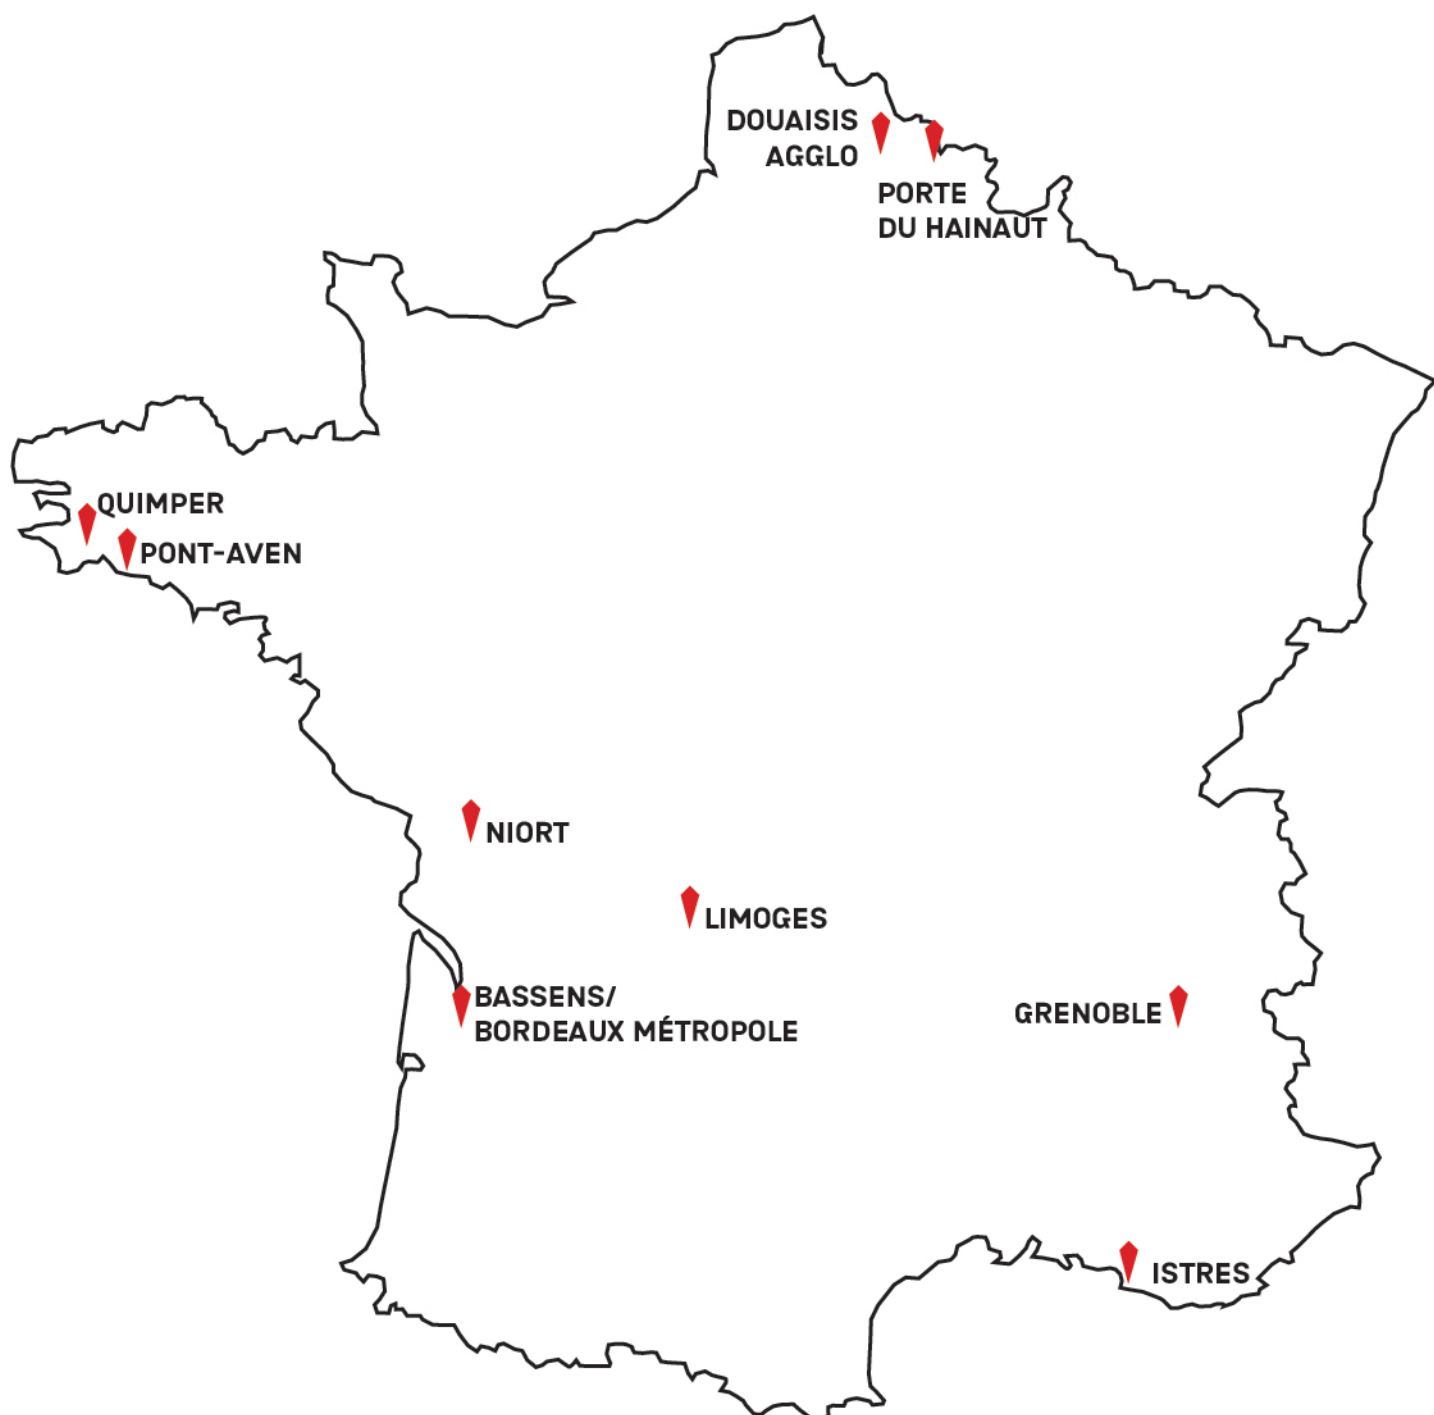 DOUAISIS
AGGLO
PORTE
DU HAINAUT
QUIMPER
PONT-AVEN
NIORT
LIMOGES
BASSENS/
BORDEAUX MÉTROPOLE
GRENOBLE
ISTRES